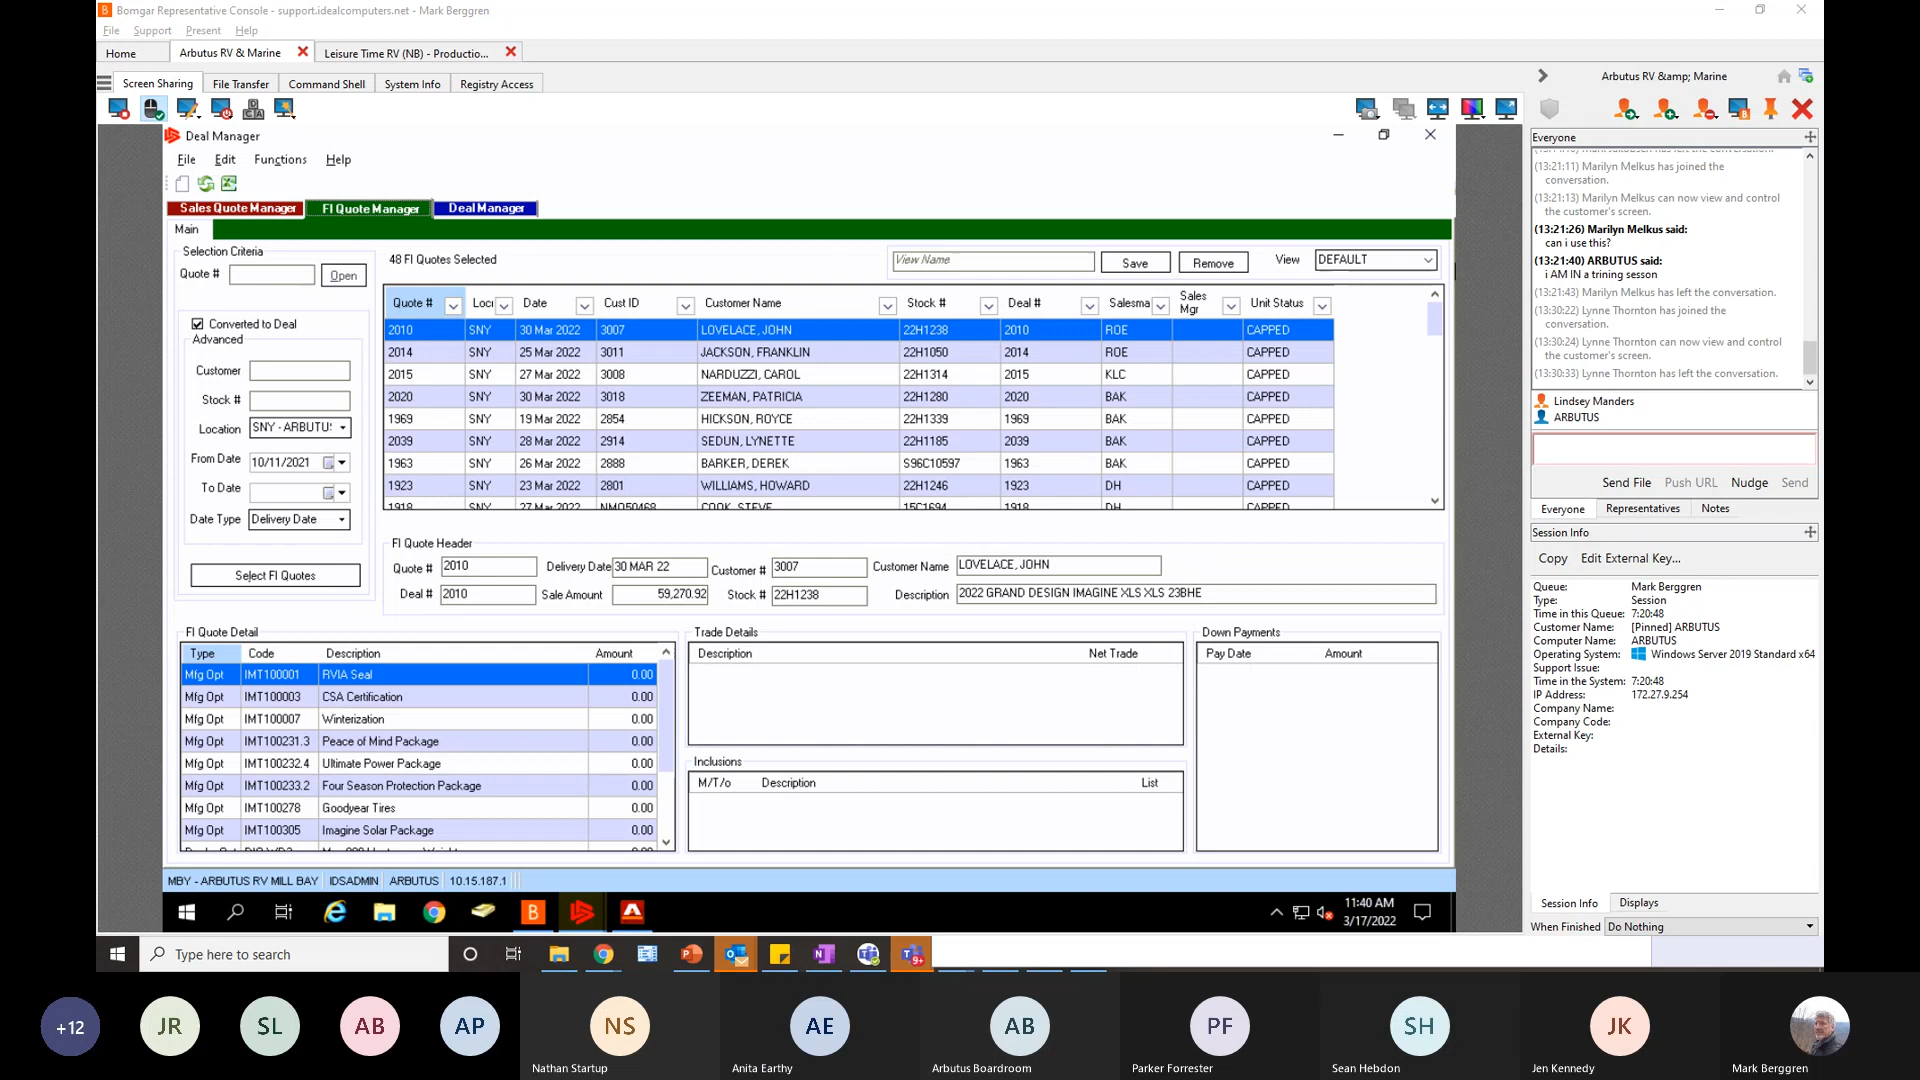 Bomgar Representative Console - support.idealcomputers.net - Mark Berggren
File Support Present Help
Home Arbutus RV & Marine Leisure Time RV (NB) - Productio...
Screen Sharing File Transfer Command Shell System Info Registry Access
Arbutus RV &amp; Marine
Deal Manager
File Edit Functions Help
Sales Quote Manager FI Quote Manager Deal Manager
Main
Selection Criteria
Quote # Open
Converted to Deal
Advanced
Customer
Stock #
Location SNY - ARBUTU
From Date 10/11/2021
To Date
Date Type Delivery Date
Select FI Quotes
48 FI Quotes Selected View Name Save Remove View DEFAULT
Quote # Date Cust ID Customer Name Stock # Deal # Salesma Sales Mgr Unit Status
2010 SNY 30 Mar 2022 3007 LOVELACE, JOHN 22H1238 2010 ROE CAPPED
2014 SNY 25 Mar 2022 3011 JACKSON, FRANKLIN 22H1050 2014 ROE CAPPED
2015 SNY 27 Mar 2022 3008 NARDUZZI, CAROL 22H1314 2015 KLC CAPPED
2020 SNY 30 Mar 2022 3018 ZEEMAN, PATRICIA 22H1280 2020 BAK CAPPED
1969 SNY 19 Mar 2022 2854 HICKSON, ROYCE 22H1339 1969 BAK CAPPED
2039 SNY 28 Mar 2022 2914 SEDUN, LYNETTE 22H1185 2039 BAK CAPPED
1963 SNY 26 Mar 2022 2888 BARKER, DEREK S96C10597 1963 BAK CAPPED
1923 SNY 23 Mar 2022 2801 WILLIAMS, HOWARD 22H1246 1923 DH CAPPED
1918 SNY 27 Mar 2022 NMO50468 COOK, STEVE 15C1694 1918 DH CAPPED
FI Quote Header
Quote # 2010 Delivery Date 30 MAR 22 Customer # 3007 Customer Name LOVELACE, JOHN
Deal # 2010 Sale Amount 59,270.92 Stock # 22H1238 Description 2022 GRAND DESIGN IMAGINE XLS XLS 23BHE
FI Quote Detail
Type Code Description Amount
Mfg Opt IMT100001 RVIA Seal 0.00
Mfg Opt IMT100003 CSA Certification 0.00
Mfg Opt IMT100007 Winterization 0.00
Mfg Opt IMT100231.3 Peace of Mind Package 0.00
Mfg Opt IMT100232.4 Ultimate Power Package 0.00
Mfg Opt IMT100233.2 Four Season Protection Package 0.00
Mfg Opt IMT100278 Goodyear Tires 0.00
Mfg Opt IMT100305 Imagine Solar Package 0.00
Trade Details
Description Net Trade
Inclusions
M/T/o Description List
Down Payments
Pay Date Amount
MBY - ARBUTUS RV MILL BAY IDSADMIN ARBUTUS 10.15.187.1
11:40 AM
3/17/2022
Everyone
(13:21:11) Marilyn Melkus has joined the
conversation.
(13:21:13) Marilyn Melkus can now view and control
the customer's screen.
(13:21:26) Marilyn Melkus said:
can i use this?
(13:21:40) ARBUTUS said:
i AM IN a trining sesson
(13:21:43) Marilyn Melkus has left the conversation.
(13:30:22) Lynne Thornton has joined the
conversation.
(13:30:24) Lynne Thornton can now view and control
the customer's screen.
(13:30:33) Lynne Thornton has left the conversation.
Lindsey Manders
ARBUTUS
Send File Push URL Nudge Send
Everyone Representatives Notes
Session Info
Copy Edit External Key...
Queue: Mark Berggren
Type: Session
Time in this Queue: 7:20:48
Customer Name: [Pinned] ARBUTUS
Computer Name: ARBUTUS
Operating System: Windows Server 2019 Standard x64
Support Issue:
Time in the System: 7:20:48
IP Address: 172.27.9.254
Company Name:
Company Code:
External Key:
Details:
Session Info Displays
When Finished Do Nothing
Type here to search
+12 JR SL AB AP NS AE AB PF SH JK
Nathan Startup Anita Earthy Arbutus Boardroom Parker Forrester Sean Hebdon Jen Kennedy Mark Berggren